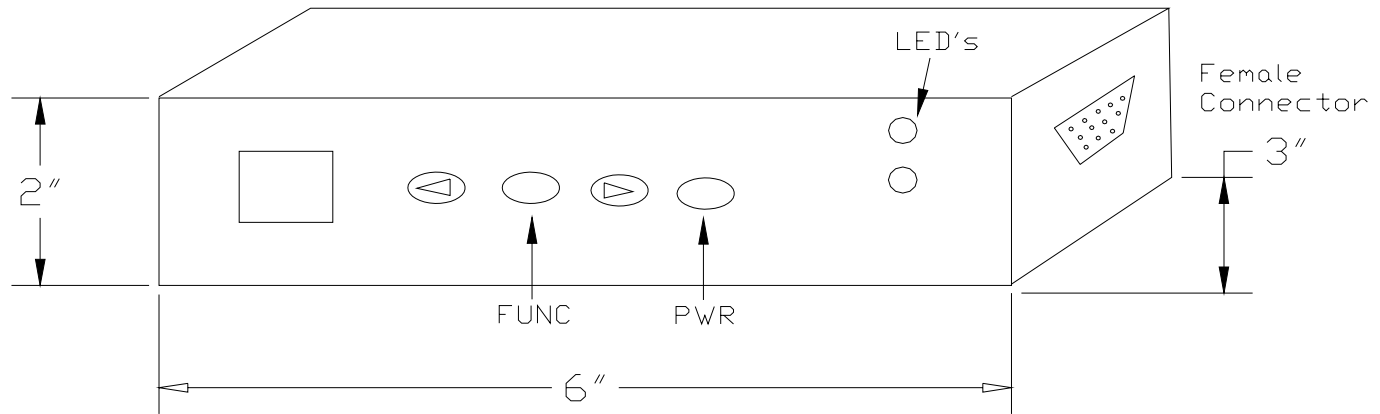 LED's
Female
Connector
3"
2"
FUNC
PWR
6"